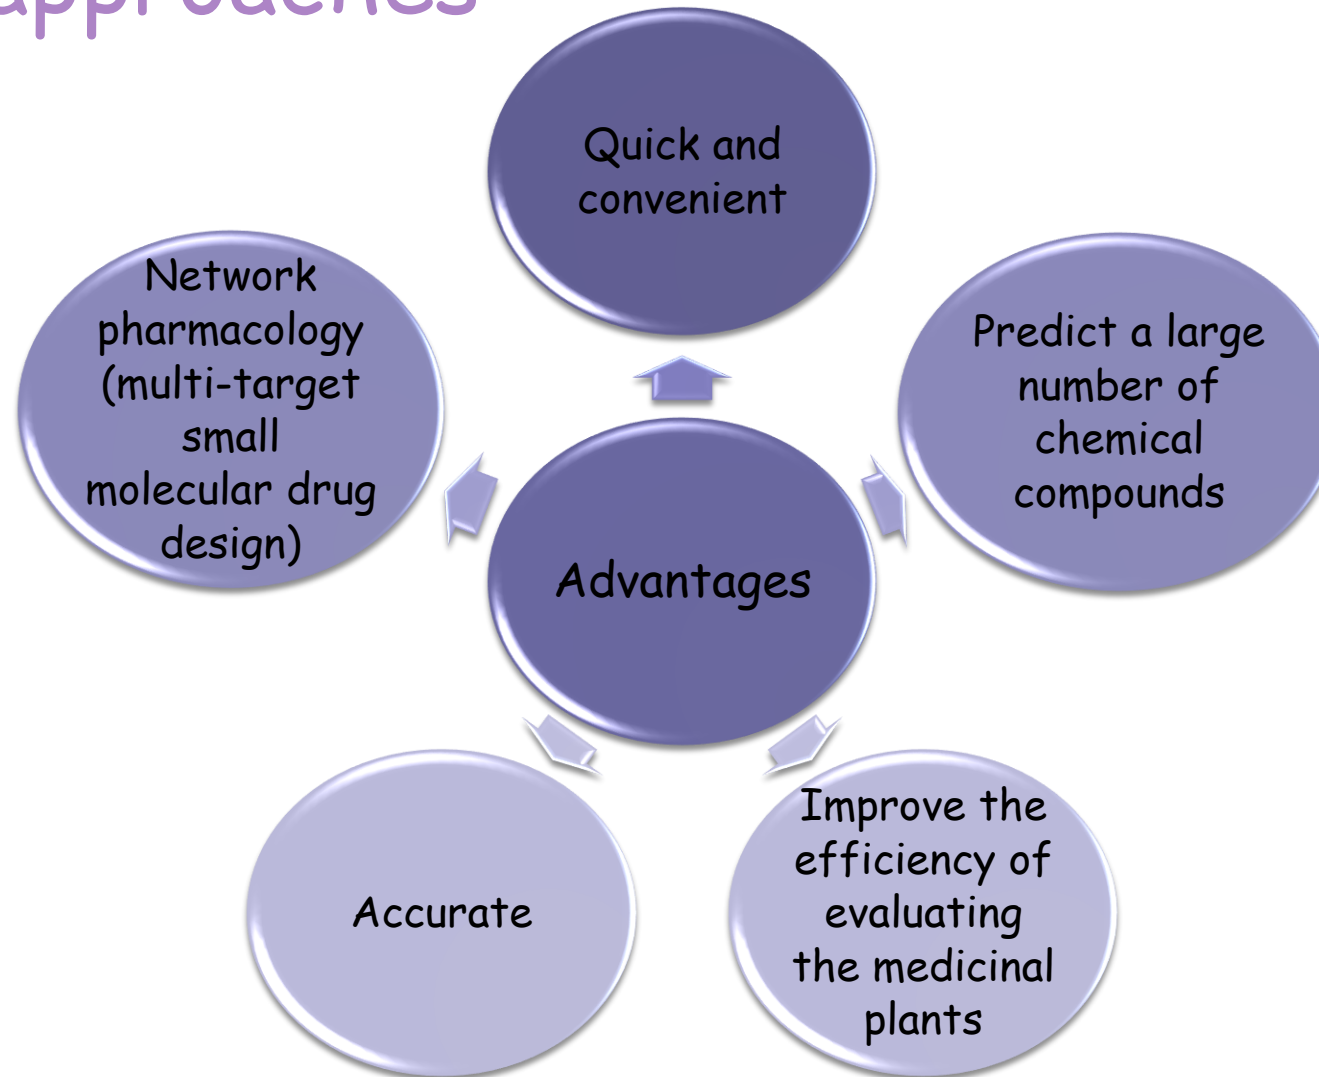 approaches
Quick and
convenient
Network
pharmacology
(multi-target
small
molecular drug
design)
Predict a large
number of
chemical
compounds
Advantages
Accurate
Improve the
efficiency of
evaluating
the medicinal
plants